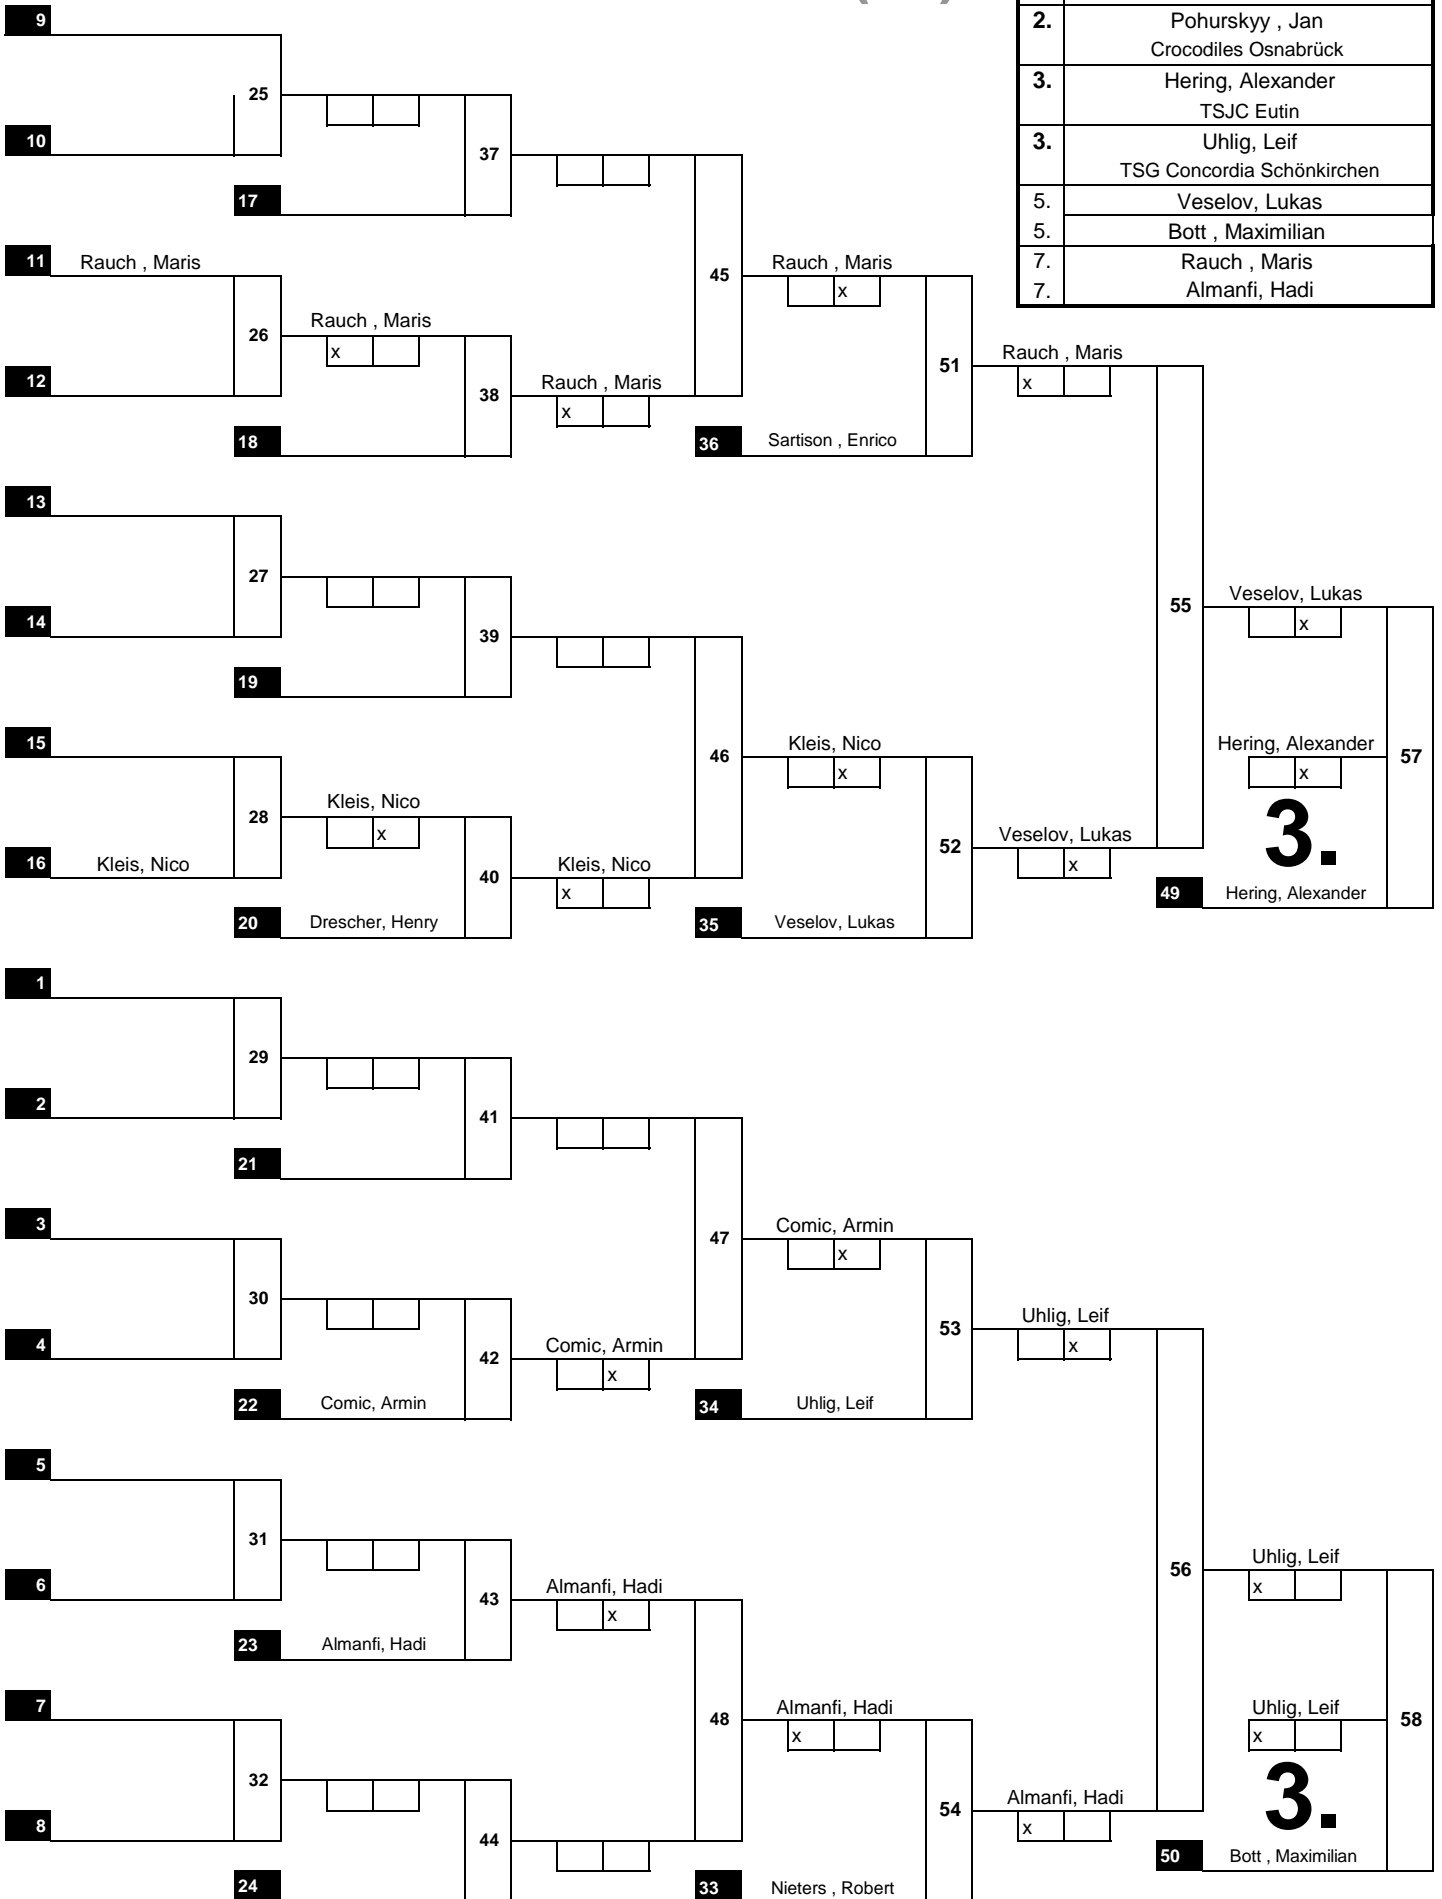 9
2.
Pohurskyy , Jan
Crocodiles Osnabrück
25
3.
Hering, Alexander
TSJC Eutin
10
3.
Uhlig, Leif
37
TSG Concordia Schönkirchen
17
5.
Veselov, Lukas
5.
Bott , Maximilian
11
Rauch , Maris
45
Rauch , Maris
7.
Rauch , Maris
x
7.
Almanfi, Hadi
26
Rauch , Maris
x
51
Rauch , Maris
x
12
38
Rauch , Maris
x
18
36
Sartison , Enrico
13
27
14
39
55
Veselov, Lukas
x
19
15
46
Kleis, Nico
x
Hering, Alexander
x
57
28
Kleis, Nico
x
3.
16
Kleis, Nico
40
Kleis, Nico
x
52
Veselov, Lukas
x
20
Drescher, Henry
35
Veselov, Lukas
49
Hering, Alexander
1
29
2
41
21
3
47
Comic, Armin
x
30
4
42
Comic, Armin
x
53
Uhlig, Leif
x
22
Comic, Armin
34
Uhlig, Leif
5
31
6
43
Almanfi, Hadi
x
56
Uhlig, Leif
x
23
Almanfi, Hadi
7
48
Almanfi, Hadi
x
Uhlig, Leif
x
58
32
3.
8
44
54
Almanfi, Hadi
x
24
33
Nieters , Robert
50
Bott , Maximilian